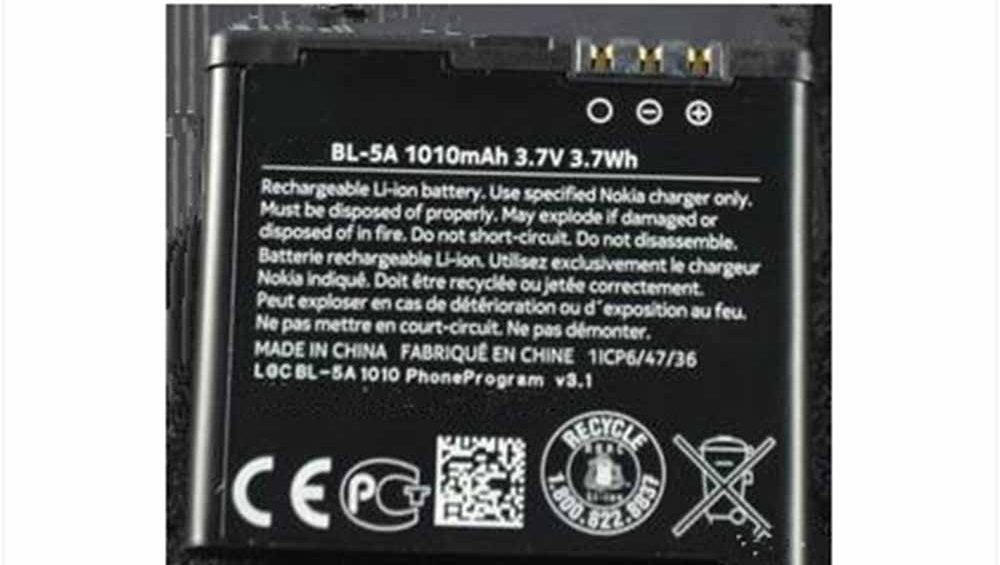 BL-5A 1010mAh 3.7V 3.7Wh
Rechargeable Li-ion battery. Use specified Nokia charger only.
Must be disposed of properly. May explode if damaged or
disposed of in fire. Do not short-circuit. Do not disassemble.
Batterie rechargeable Li-ion. Utilisez exclusivement le chargeur
Nokia indiqué. Doit être recyclée ou jetée correctement.
Peut exploser en cas de détérioration ou d´exposition au feu.
Ne pas mettre en court-circuit. Ne pas démonter.
MADE IN CHINA FABRIQUÉ EN CHINE 1ICP6/47/36
LGC BL-5A 1010 PhoneProgram v3.1
CE
RECYCLE
Li-ion
1.800.822.8837